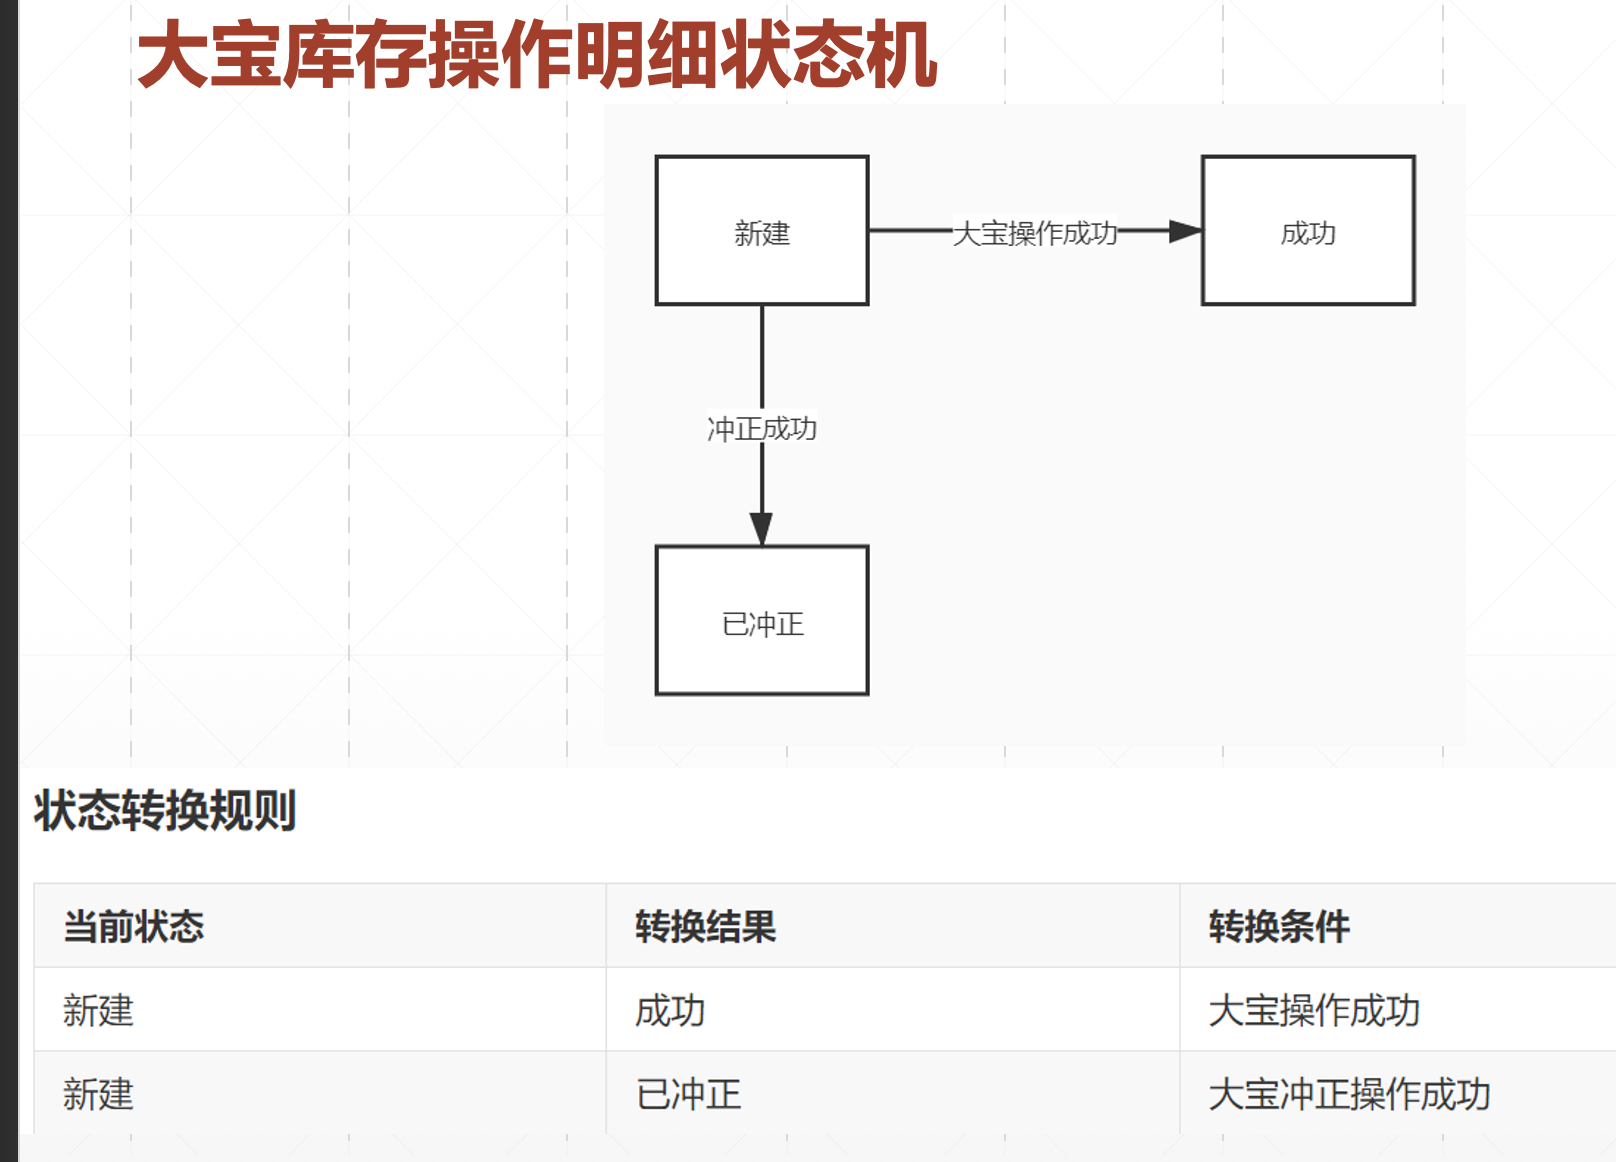 大宝库存操作明细状态机
新建
大宝操作成功
成功
冲正成功
已冲正
状态转换规则
当前状态 转换结果 转换条件
新建 成功 大宝操作成功
新建 已冲正 大宝冲正操作成功